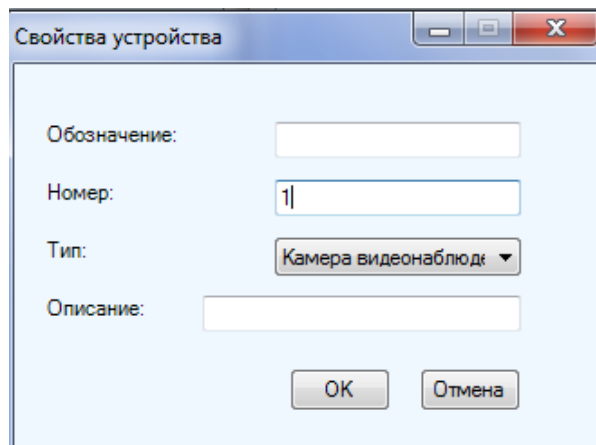 Свойства устройства
Обозначение:
Номер: 1
Тип: Камера видеонаблюде
Описание:
OK Отмена